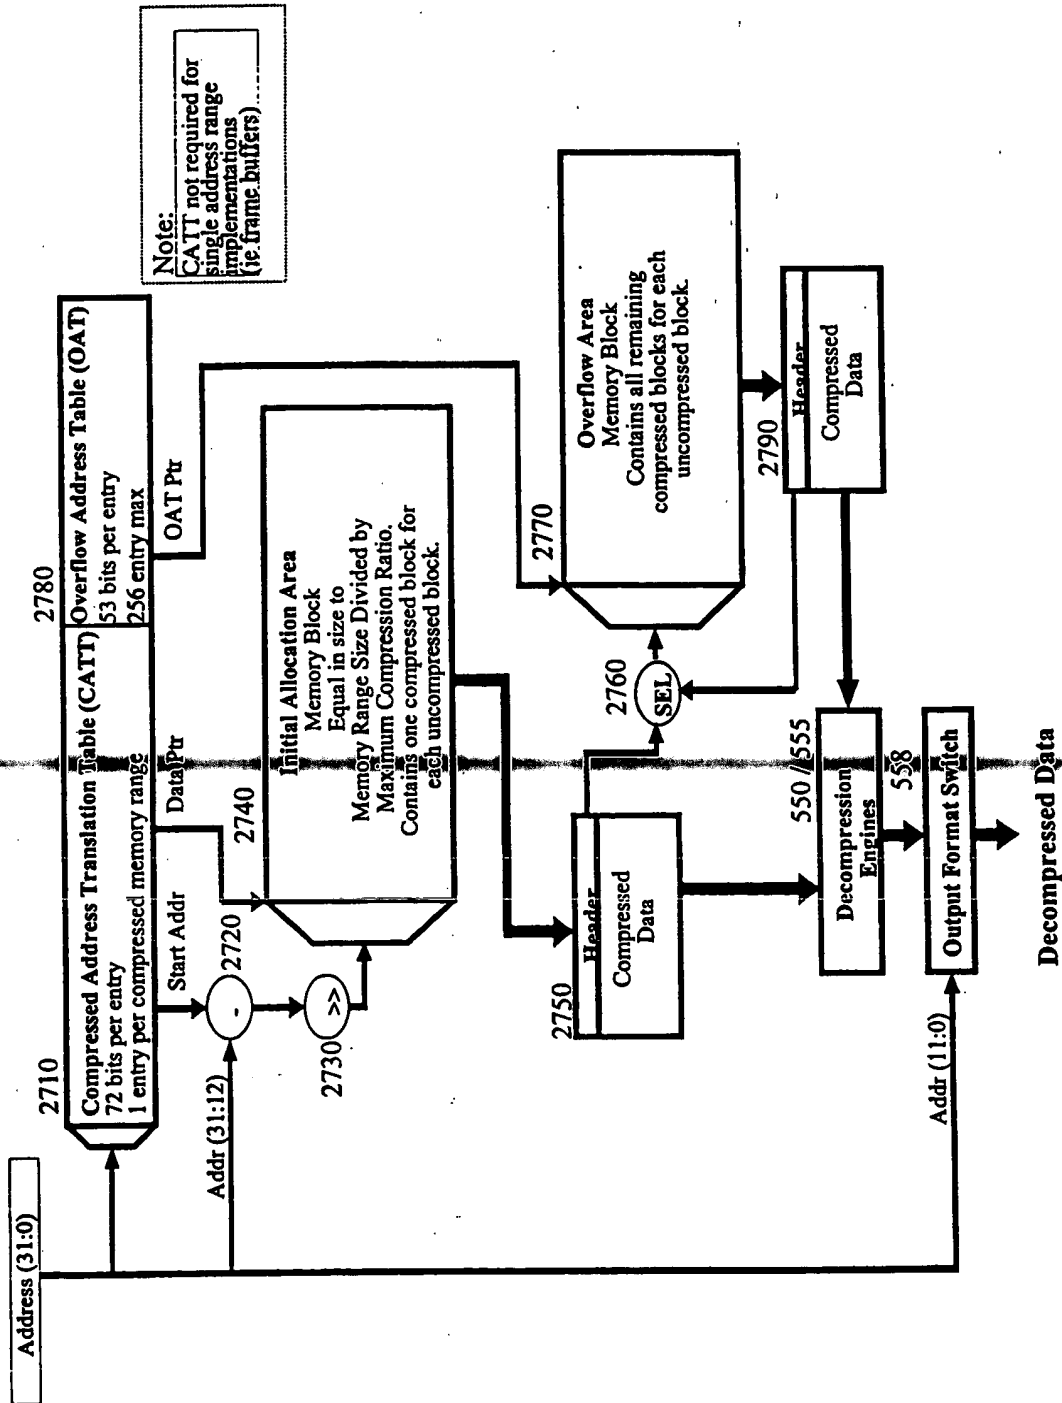 Address (31:0)
2710
Compressed Address Translation Table (CATT)
72 bits per entry
1 entry per compressed memory range
2780
Overflow Address Table (OAT)
53 bits per entry
256 entry max
Note:
CATT not required for
single address range
implementations
(ie frame buffers)
Addr (31:12)
Start Addr
2720
-
2730
>>
Data Ptr
OAT Ptr
2740
Initial Allocation Area
Memory Block
Equal in size to
Memory Range Size Divided by
Maximum Compression Ratio.
Contains one compressed block for
each uncompressed block.
2750
Header
Compressed
Data
2760
SEL
2770
Overflow Area
Memory Block
Contains all remaining
compressed blocks for each
uncompressed block.
2790
Header
Compressed
Data
550 / 555
Decompression
Engines
558
Output Format Switch
Addr (11:0)
Decompressed Data